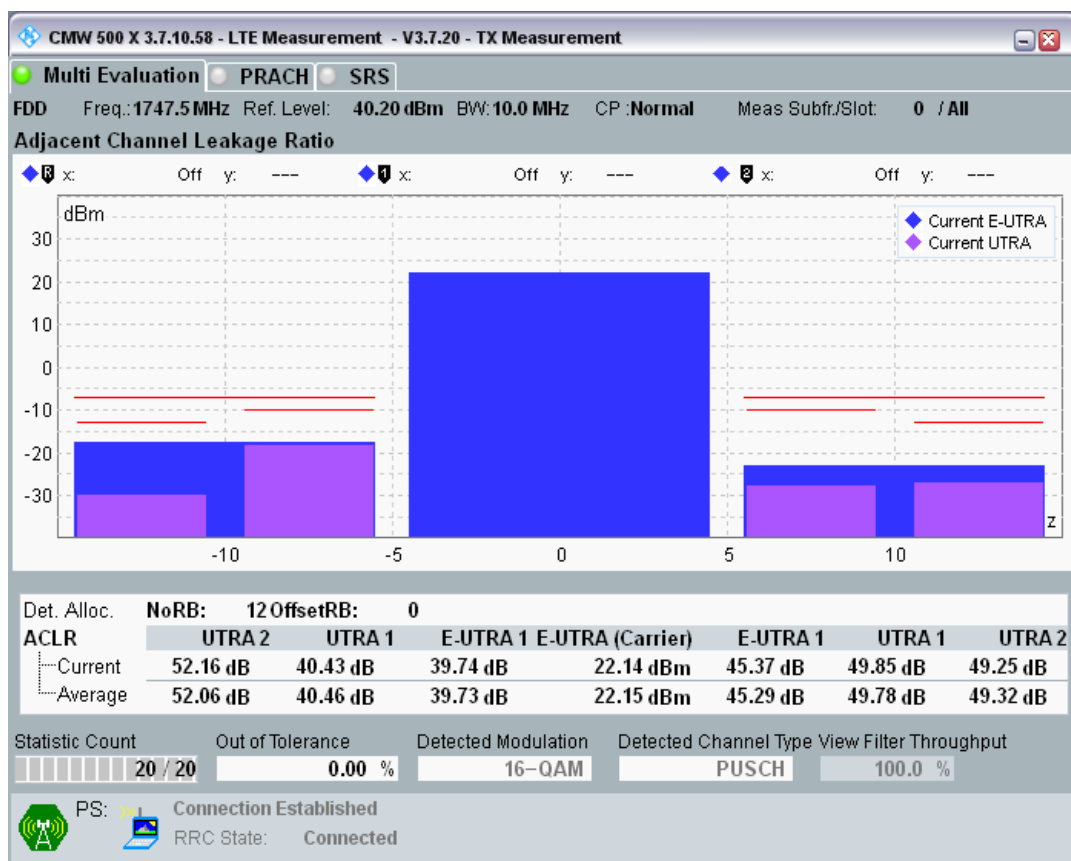 CMW 500 X 3.7.10.58 - LTE Measurement - V3.7.20 - TX Measurement
Multi Evaluation PRACH SRS
FDD Freq.: 1747.5 MHz Ref. Level: 40.20 dBm BW: 10.0 MHz CP :Normal Meas Subfr./Slot: 0 / All
Adjacent Channel Leakage Ratio
R x: Off y: --- 1 x: Off y: --- 2 x: Off y: ---
dBm
Current E-UTRA
Current UTRA
30
20
10
0
-10
-20
-30
z
-10 -5 0 5 10
Det. Alloc. NoRB: 12 OffsetRB: 0
ACLR UTRA 2 UTRA 1 E-UTRA 1 E-UTRA (Carrier) E-UTRA 1 UTRA 1 UTRA 2
Current 52.16 dB 40.43 dB 39.74 dB 22.14 dBm 45.37 dB 49.85 dB 49.25 dB
Average 52.06 dB 40.46 dB 39.73 dB 22.15 dBm 45.29 dB 49.78 dB 49.32 dB
Statistic Count Out of Tolerance Detected Modulation Detected Channel Type View Filter Throughput
20 / 20 0.00 % 16-QAM PUSCH 100.0 %
PS: Connection Established
RRC State: Connected